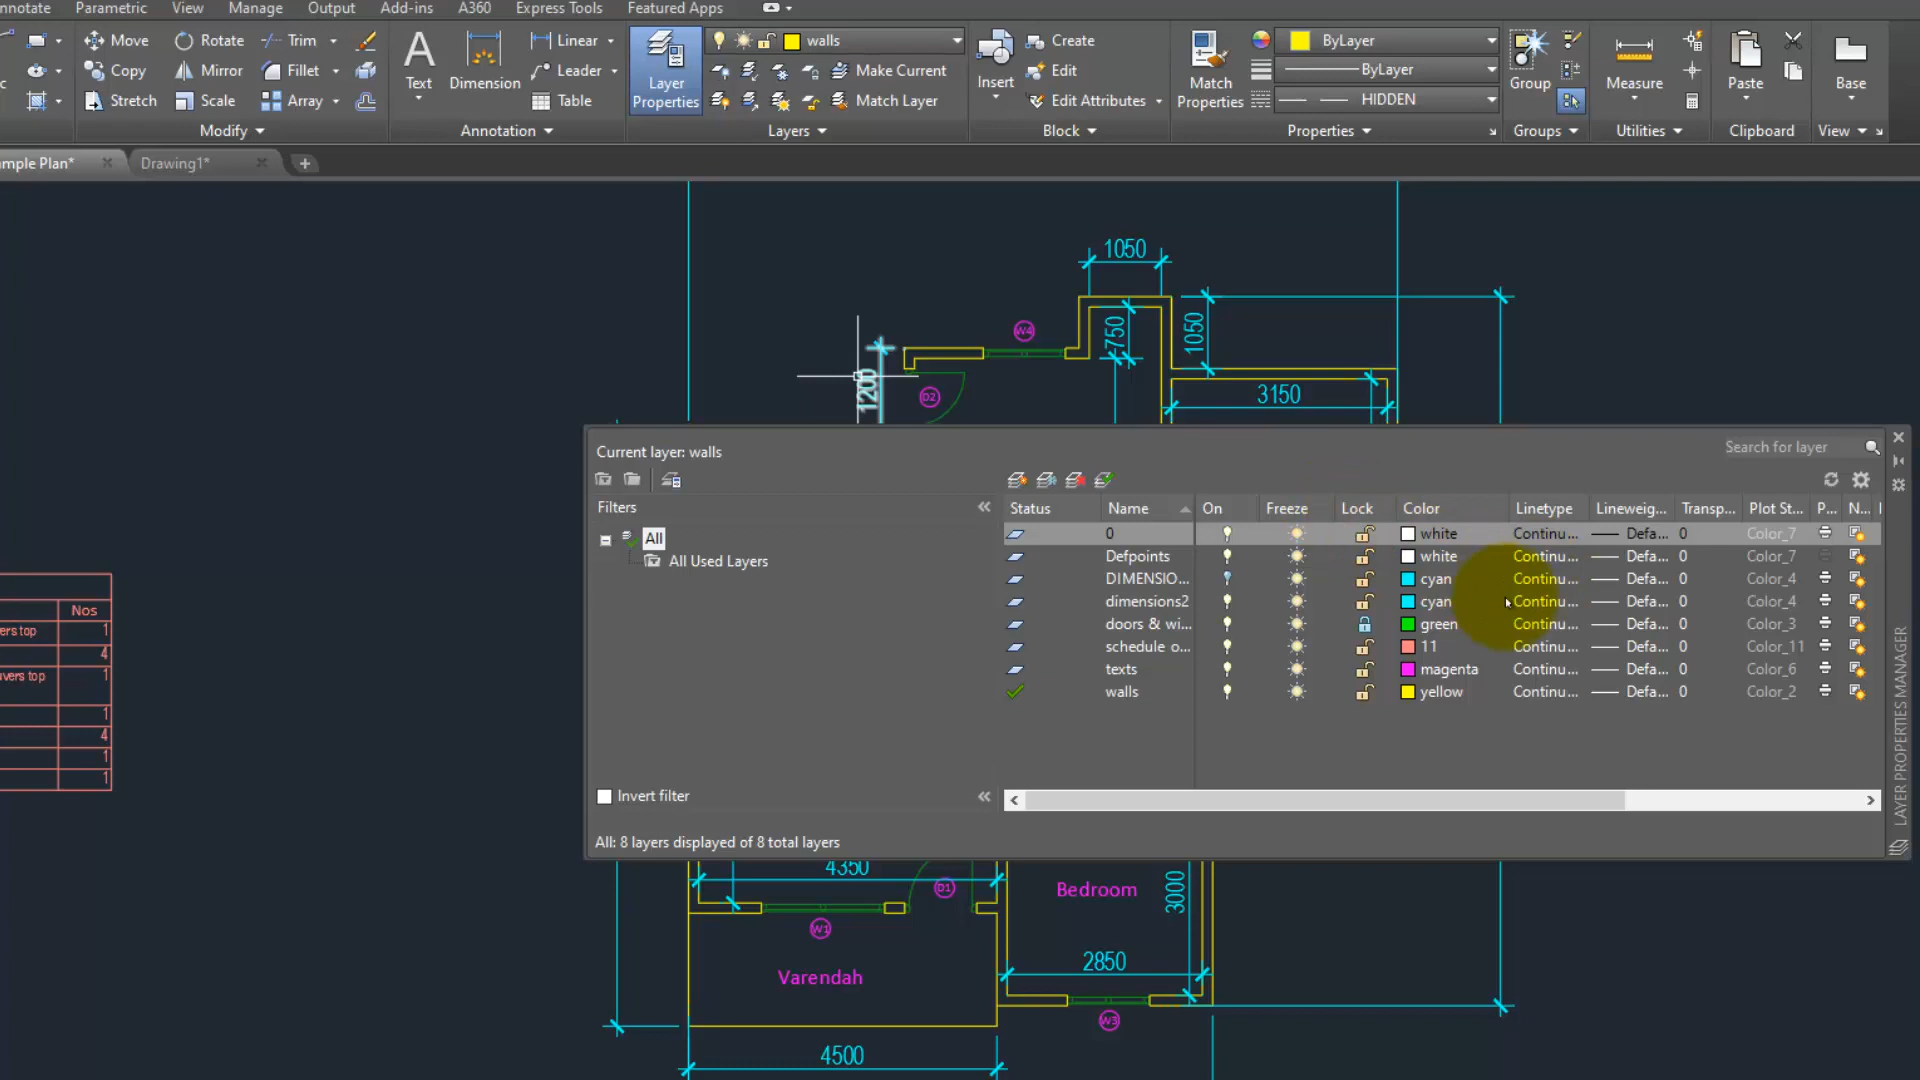 nnotate Parametric View Manage Output Add-ins A360 Express Tools Featured Apps
Move Rotate Trim
Copy Mirror Fillet
Stretch Scale Array
Modify
Text
Dimension
Linear
Leader
Table
Annotation
Layer
Properties
walls
Make Current
Match Layer
Layers
Insert
Create
Edit
Edit Attributes
Block
Match
Properties
ByLayer
ByLayer
HIDDEN
Properties
Group
Groups
Measure
Utilities
Paste
Clipboard
Base
View
mple Plan*
Drawing1*
1050
W4
750
1050
1200
D2
3150
Nos
ers top 1
4
vers top 1
1
4
1
1
Current layer: walls
Search for layer
Filters
All
All Used Layers
Invert filter
Status Name On Freeze Lock Color Linetype Lineweig... Transp... Plot St... P... N...
0 white Continu... Defa... 0 Color_7
Defpoints white Continu... Defa... 0 Color_7
DIMENSIO... cyan Continu... Defa... 0 Color_4
dimensions2 cyan Continu... Defa... 0 Color_4
doors & wi... green Continu... Defa... 0 Color_3
schedule o... 11 Continu... Defa... 0 Color_11
texts magenta Continu... Defa... 0 Color_6
walls yellow Continu... Defa... 0 Color_2
All: 8 layers displayed of 8 total layers
LAYER PROPERTIES MANAGER
4350
D1
Bedroom
3000
W1
2850
Varendah
W3
4500